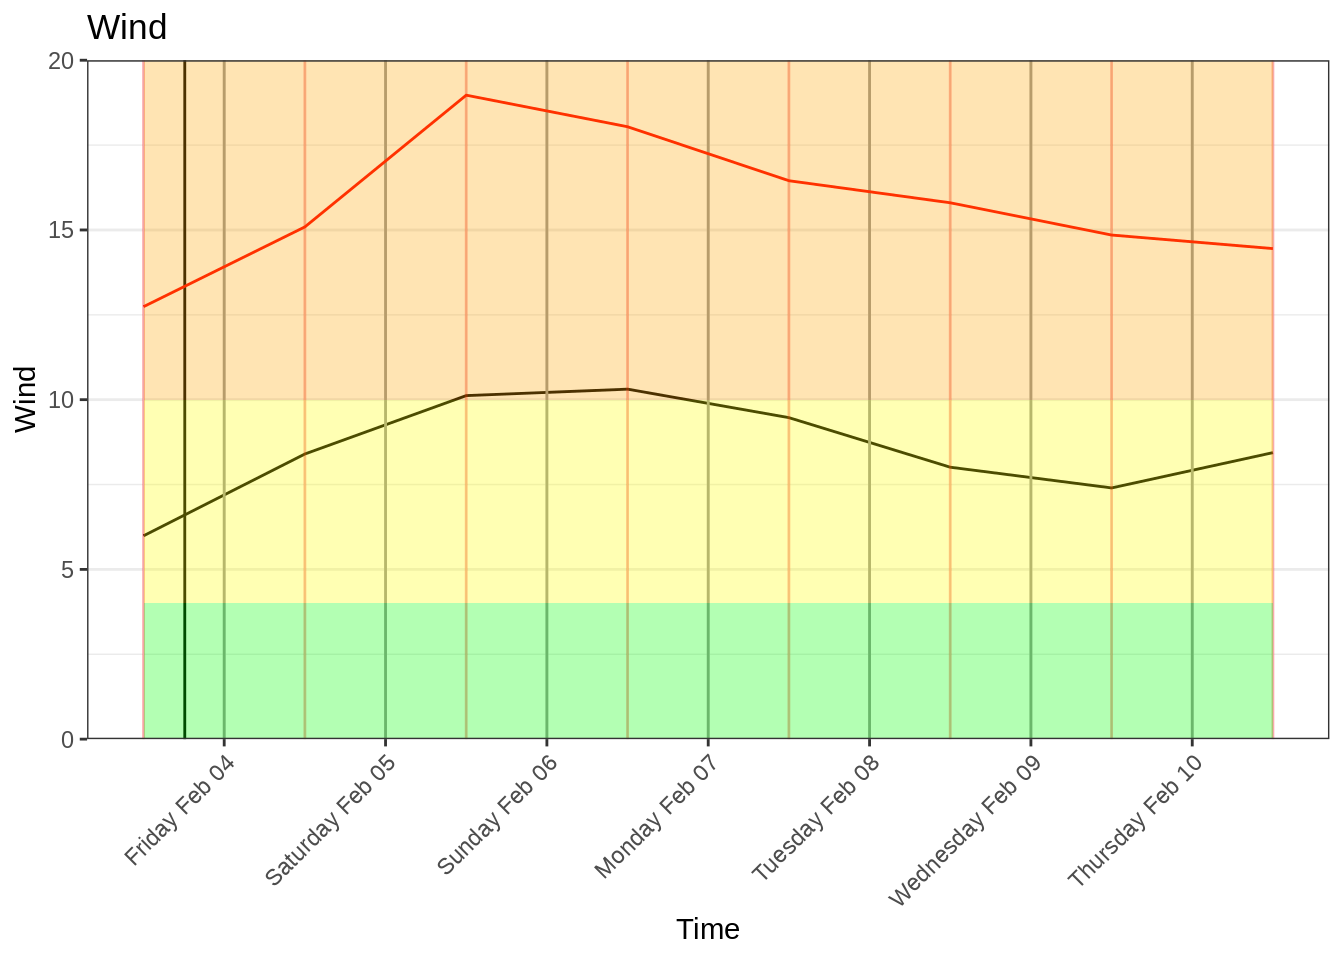 Wind
20
15
10
5
0
Wind
Friday Feb 04
Saturday Feb 05
Sunday Feb 06
Monday Feb 07
Tuesday Feb 08
Wednesday Feb 09
Thursday Feb 10
Time